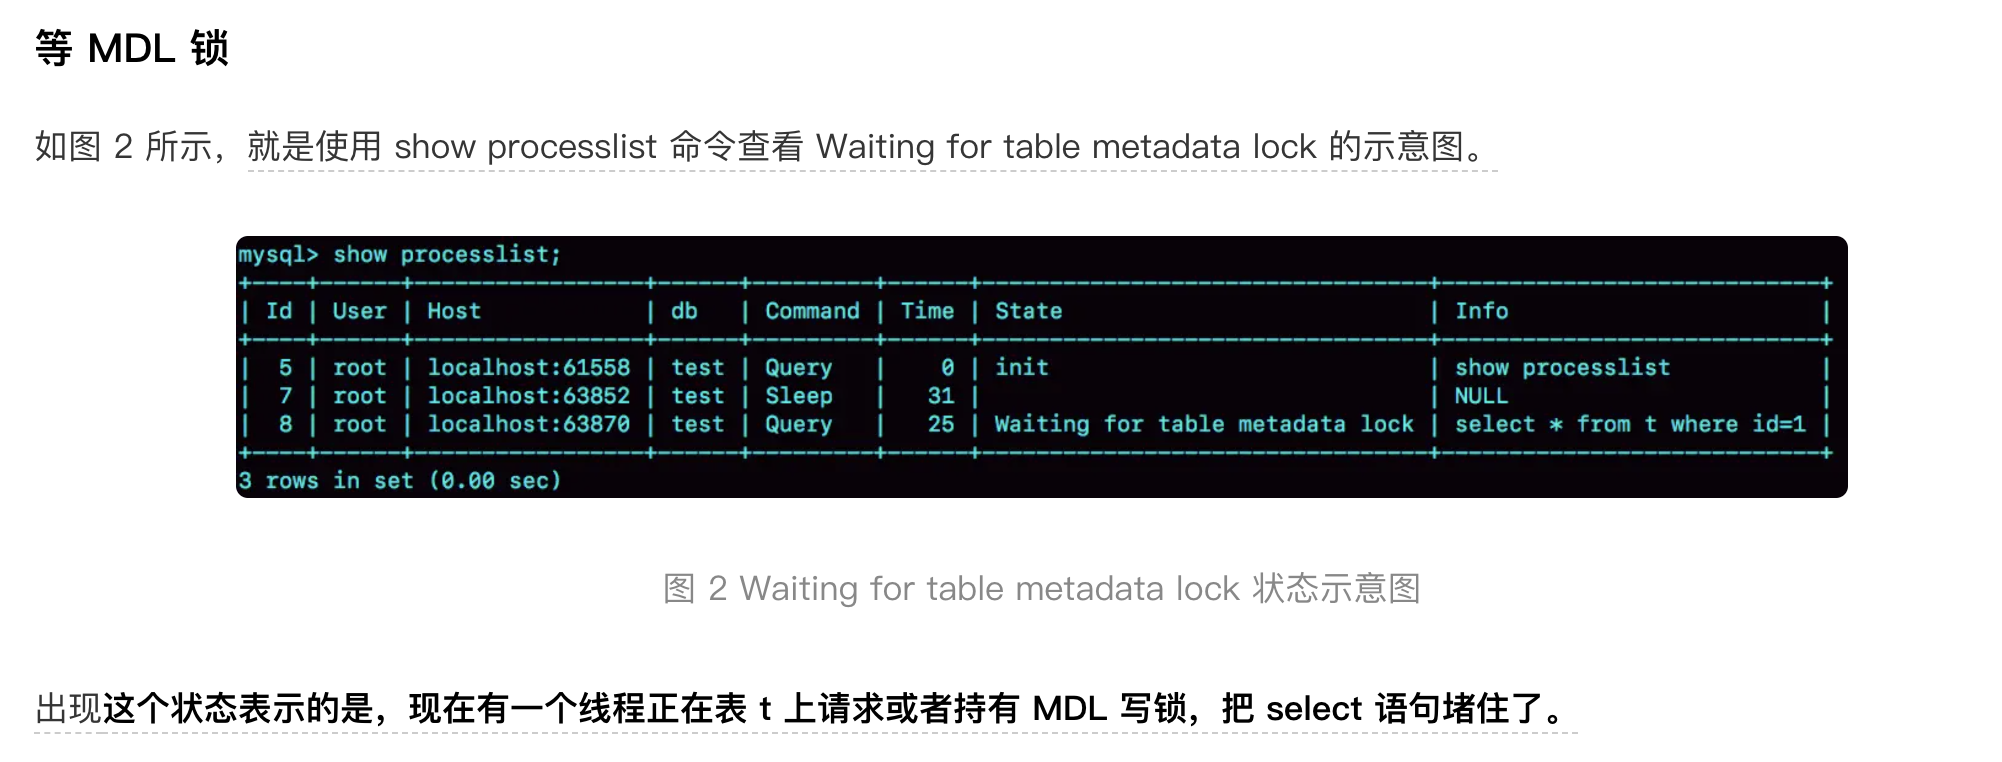 等 MDL 锁
如图 2 所示，就是使用 show processlist 命令查看 Waiting for table metadata lock 的示意图。
mysql> show processlist;
+----+------+-----------------+------+---------+------+---------------------------------+----------------------------+
| Id | User | Host            | db   | Command | Time | State                           | Info                       |
+----+------+-----------------+------+---------+------+---------------------------------+----------------------------+
|  5 | root | localhost:61558 | test | Query   |    0 | init                            | show processlist           |
|  7 | root | localhost:63852 | test | Sleep   |   31 |                                 | NULL                       |
|  8 | root | localhost:63870 | test | Query   |   25 | Waiting for table metadata lock | select * from t where id=1 |
+----+------+-----------------+------+---------+------+---------------------------------+----------------------------+
3 rows in set (0.00 sec)
图 2 Waiting for table metadata lock 状态示意图
出现这个状态表示的是，现在有一个线程正在表 t 上请求或者持有 MDL 写锁，把 select 语句堵住了。